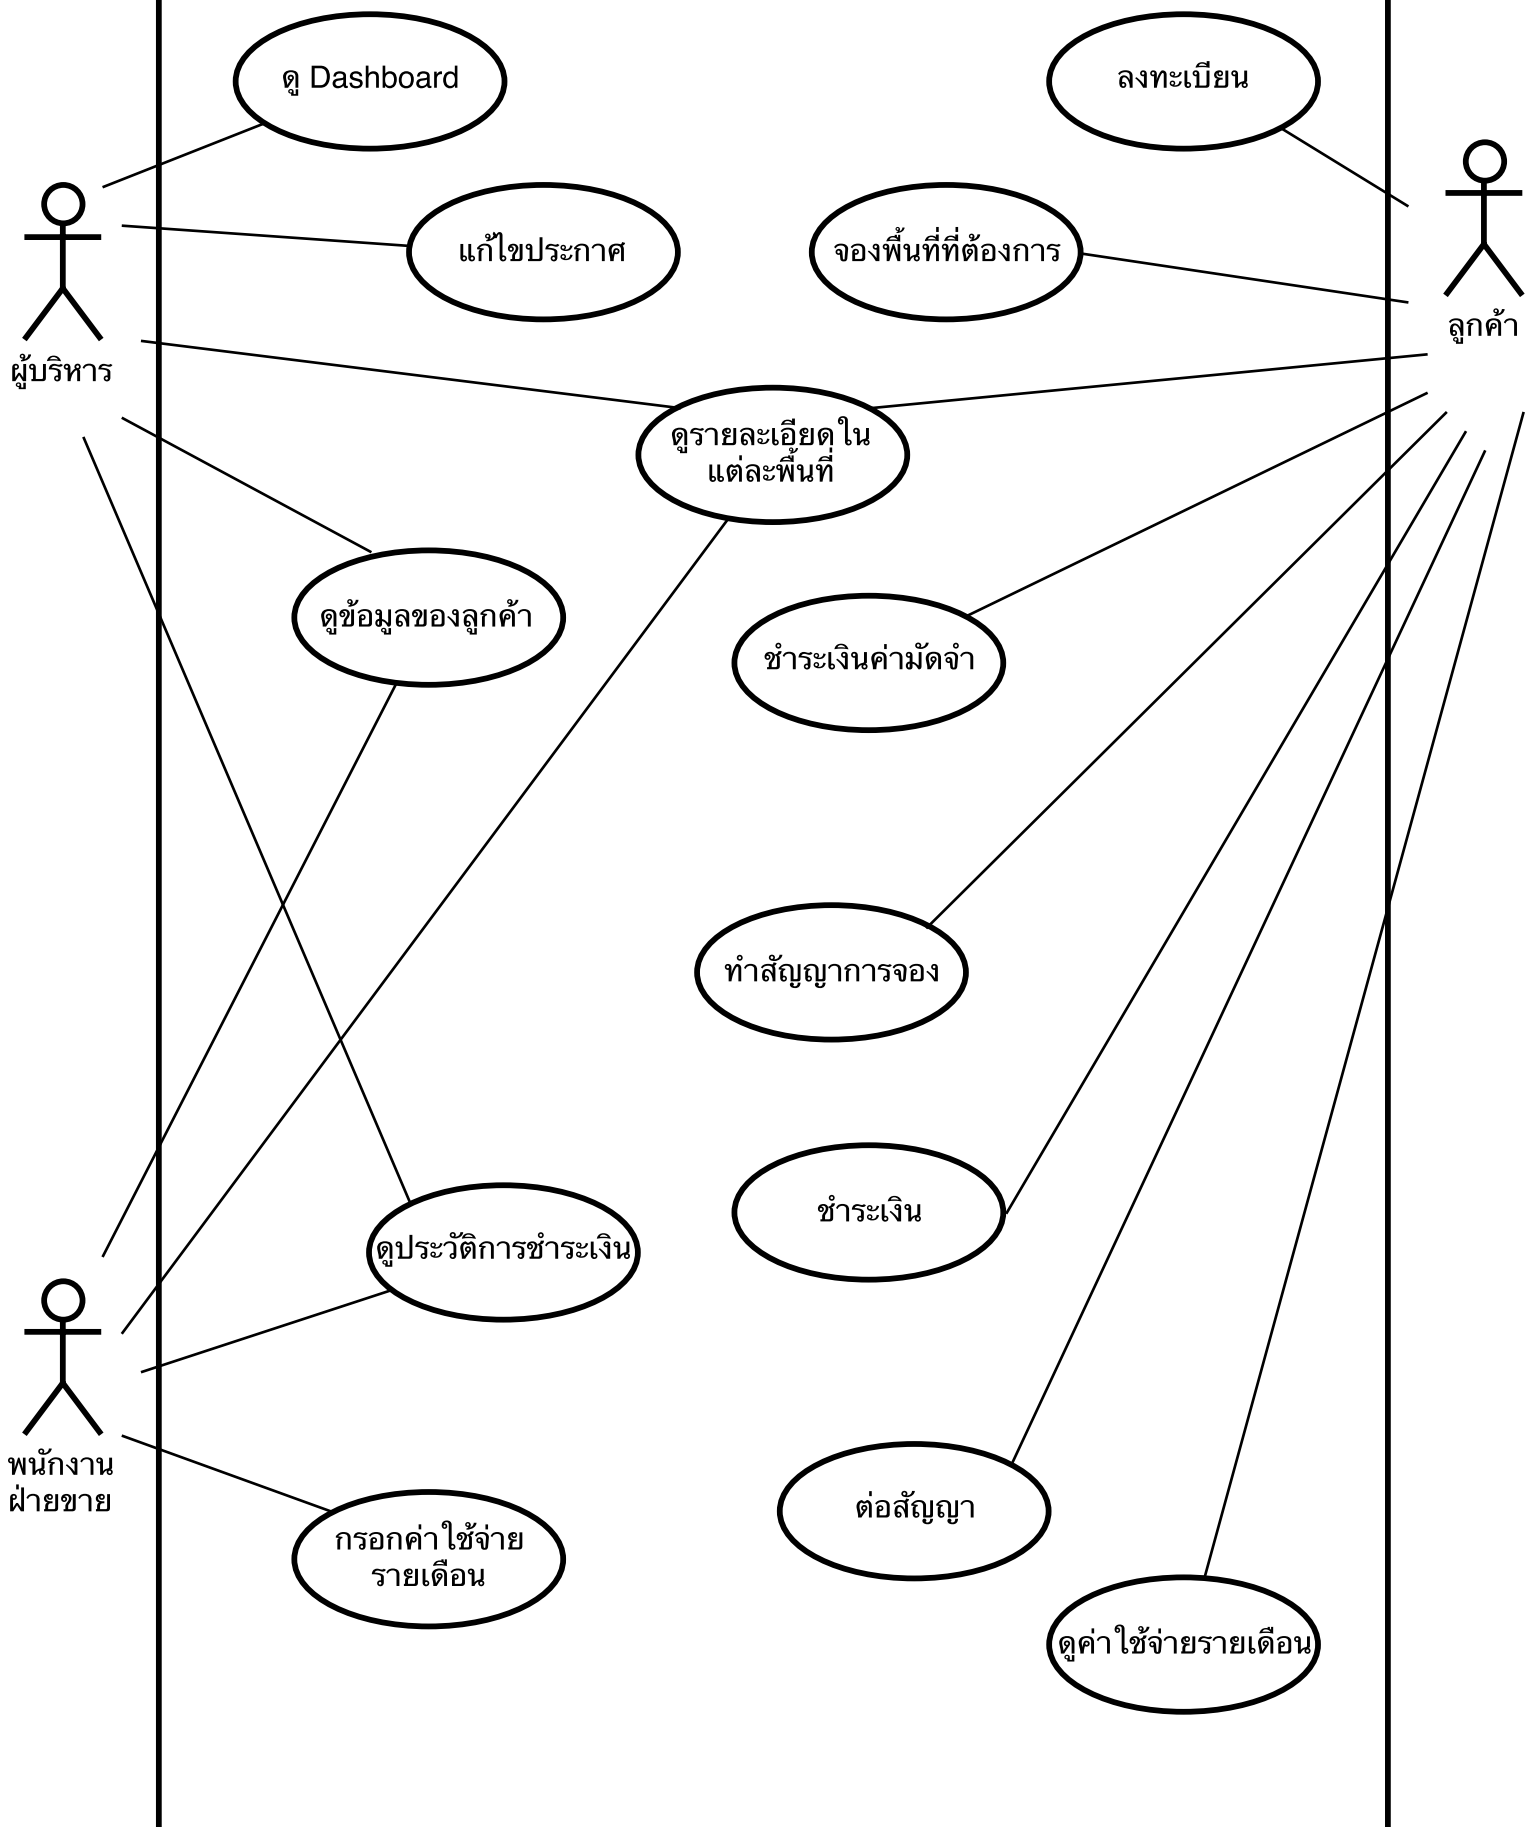 ดู Dashboard
ลงทะเบียน
แก้ไขประกาศ
จองพื้นที่ที่ต้องการ
ลูกค้า
ผู้บริหาร
ดูรายละเอียดใน
แต่ละพื้นที่
ดูข้อมูลของลูกค้า
ชำระเงินค่ามัดจำ
ทำสัญญาการจอง
ชำระเงิน
ดูประวัติการชำระเงิน
พนักงาน
ฝ่ายขาย
ต่อสัญญา
กรอกค่าใช้จ่าย
รายเดือน
ดูค่าใช้จ่ายรายเดือน